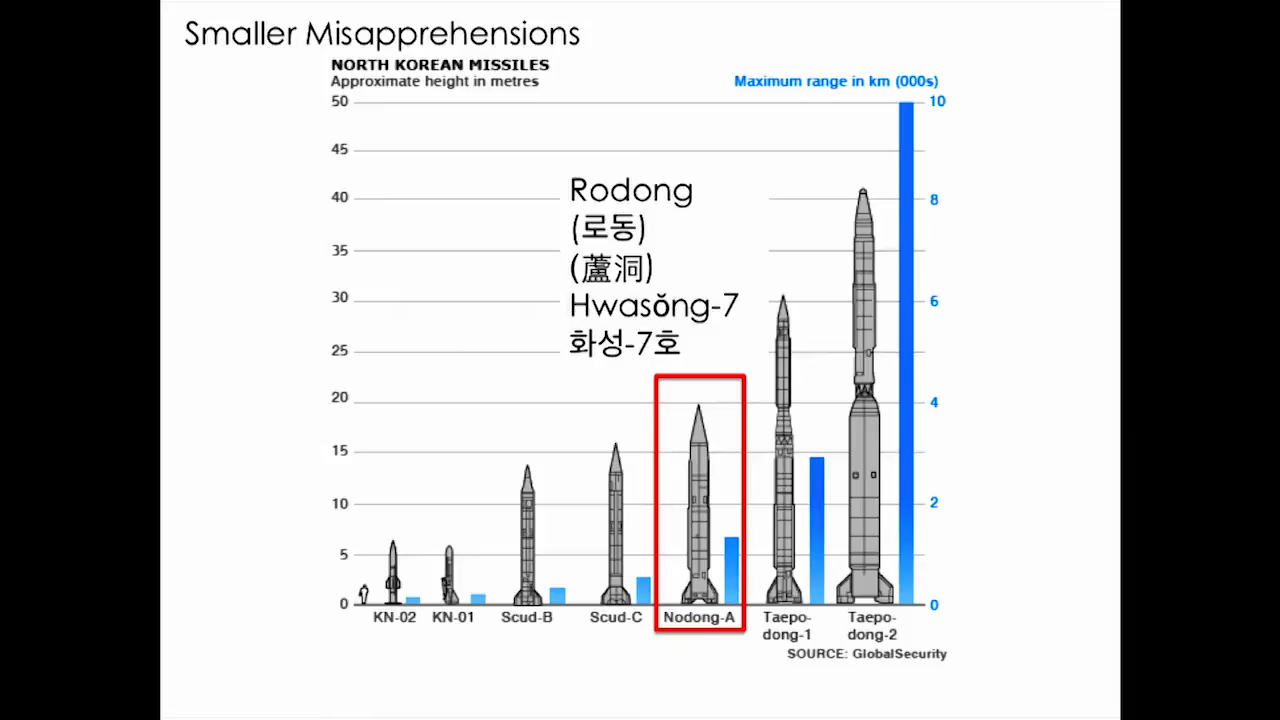 Smaller Misapprehensions
NORTH KOREAN MISSILES
Approximate height in metres
Maximum range in km (000s)
50
45
40
35
30
25
20
15
10
5
0
10
8
6
4
2
0
Rodong
(로동)
(蘆洞)
Hwasŏng-7
화성-7호
KN-02
KN-01
Scud-B
Scud-C
Nodong-A
Taepo-
dong-1
Taepo-
dong-2
SOURCE: GlobalSecurity